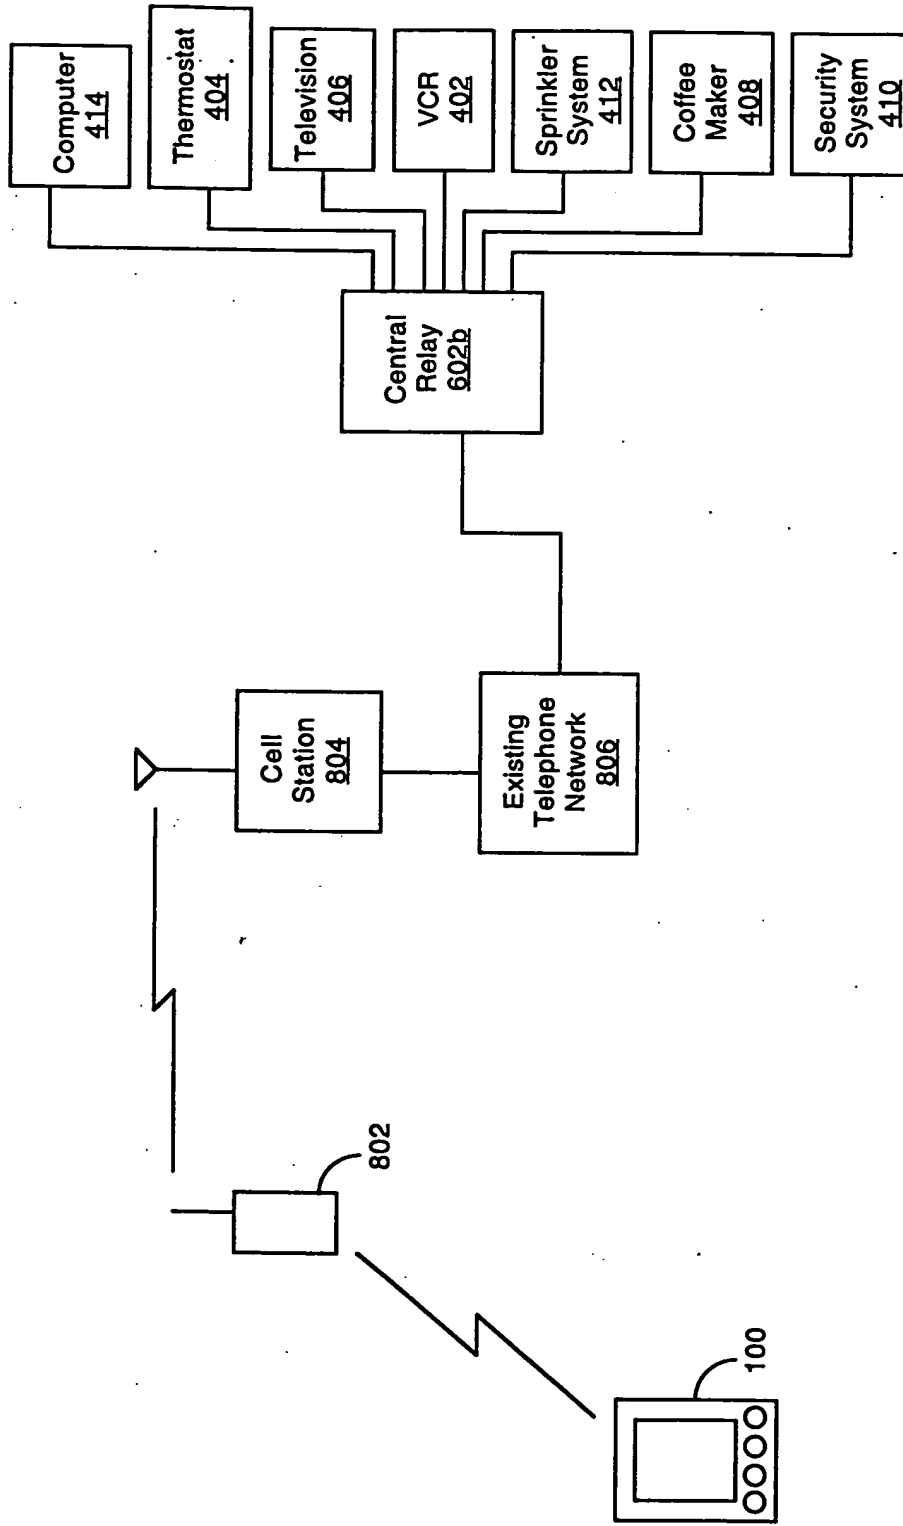 Computer
414
Thermostat
404
Television
406
VCR
402
Sprinkler
System
412
Coffee
Maker
408
Security
System
410
Central
Relay
602b
Cell
Station
804
Existing
Telephone
Network
806
802
100